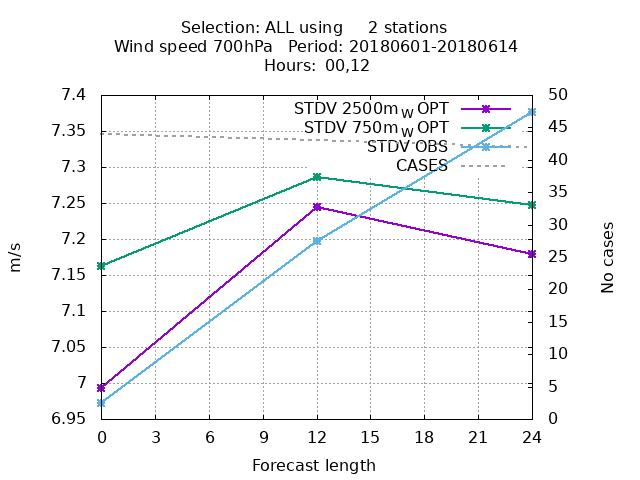 Selection: ALL using 2 stations
Wind speed 700hPa Period: 20180601-20180614
Hours: 00,12
7.4
7.35
7.3
7.25
7.2
7.15
7.1
7.05
7
6.95
m/s
STDV 2500m W OPT
STDV 750m W OPT
STDV OBS
CASES
50
45
40
35
30
25
20
15
10
5
0
No cases
0 3 6 9 12 15 18 21 24
Forecast length